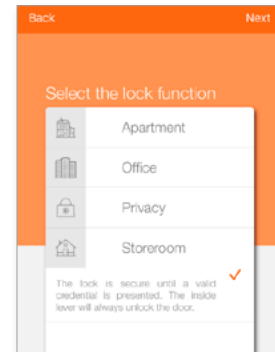 Back Next
Select the lock function
Apartment
Office
Privacy
Storeroom
The lock is secure until a valid
credential is presented. The inside
lever will always unlock the door.